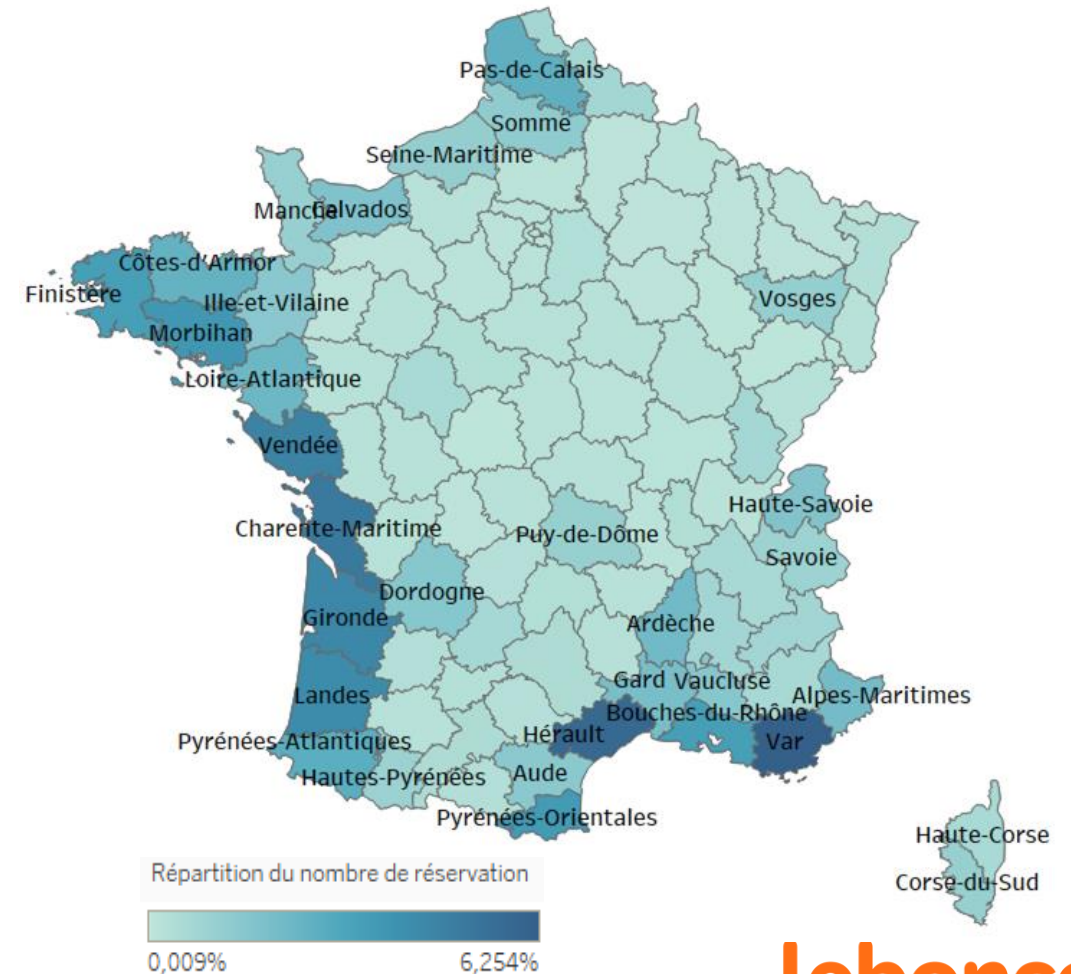 Pas-de-Calais
Somme
Seine-Maritime
Manche
Calvados
Côtes-d'Armor
Finistère
Ille-et-Vilaine
Vosges
Morbihan
Loire-Atlantique
Vendée
Haute-Savoie
Charente-Maritime
Puy-de-Dôme
Savoie
Dordogne
Gironde
Ardèche
Gard
Vaucluse
Landes
Alpes-Maritimes
Bouches-du-Rhône
Hérault
Var
Pyrénées-Atlantiques
Hautes-Pyrénées
Aude
Pyrénées-Orientales
Haute-Corse
Corse-du-Sud
Répartition du nombre de réservation
0,009%
6,254%